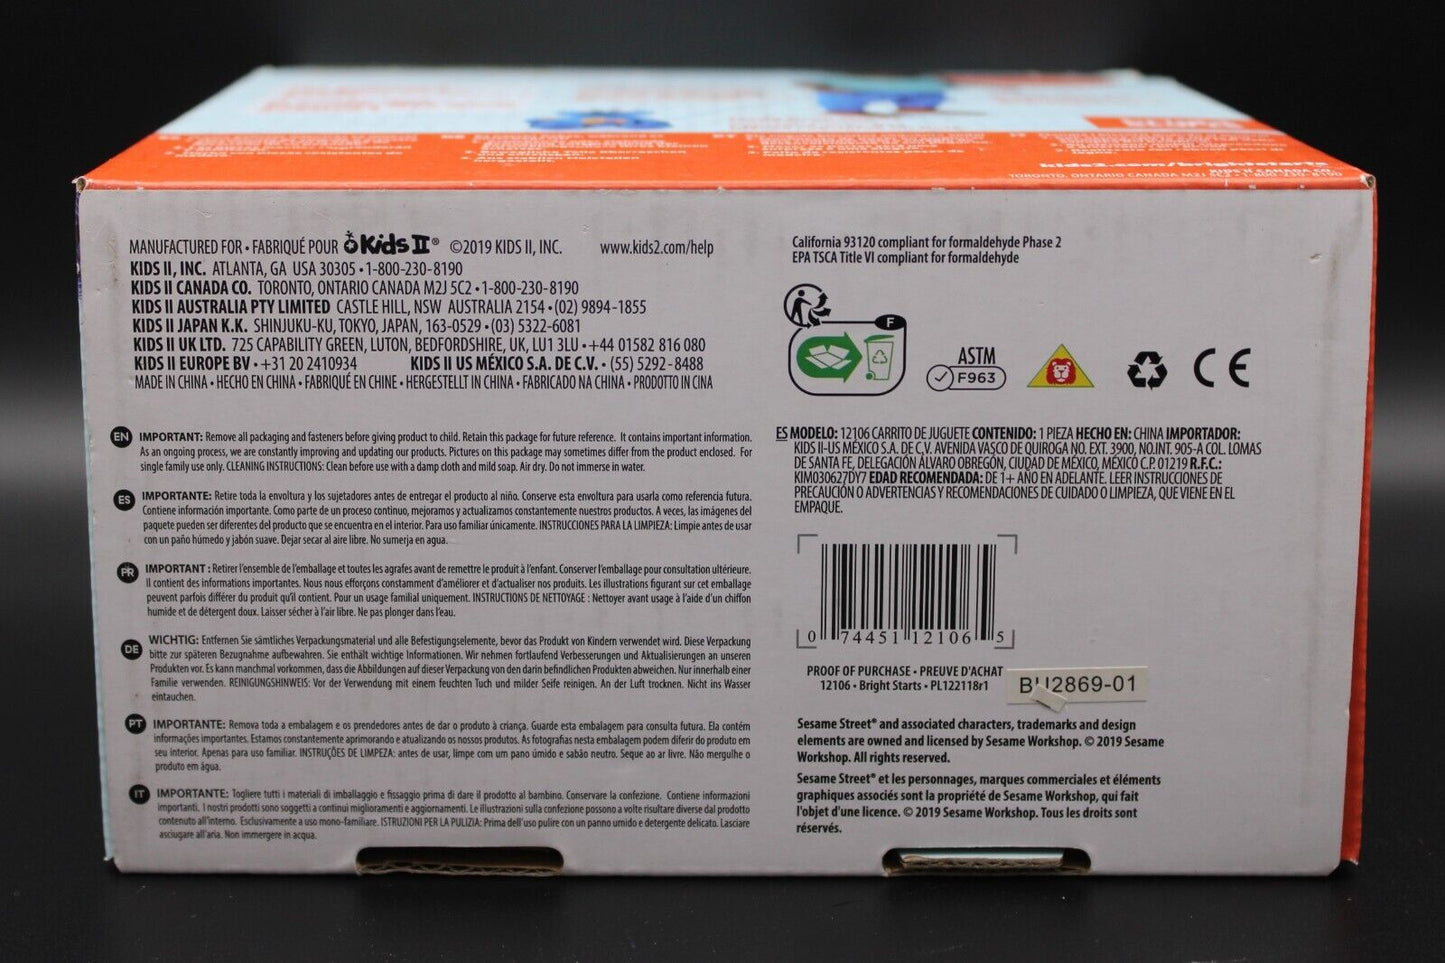 kids2.com/brightstarts
KIDS II CANADA CO.
TORONTO, ONTARIO CANADA M2J 5C2 • 1-800-230-8190
MANUFACTURED FOR • FABRIQUÉ POUR Kids II® ©2019 KIDS II, INC. www.kids2.com/help
KIDS II, INC. ATLANTA, GA USA 30305 • 1-800-230-8190
KIDS II CANADA CO. TORONTO, ONTARIO CANADA M2J 5C2 • 1-800-230-8190
KIDS II AUSTRALIA PTY LIMITED CASTLE HILL, NSW AUSTRALIA 2154 • (02) 9894-1855
KIDS II JAPAN K.K. SHINJUKU-KU, TOKYO, JAPAN, 163-0529 • (03) 5322-6081
KIDS II UK LTD. 725 CAPABILITY GREEN, LUTON, BEDFORDSHIRE, UK, LU1 3LU • +44 01582 816 080
KIDS II EUROPE BV • +31 20 2410934 KIDS II US MÉXICO S.A. DE C.V. • (55) 5292-8488
MADE IN CHINA • HECHO EN CHINA • FABRIQUÉ EN CHINE • HERGESTELLT IN CHINA • FABRICADO NA CHINA • PRODOTTO IN CINA
EN IMPORTANT: Remove all packaging and fasteners before giving product to child. Retain this package for future reference. It contains important information.
As an ongoing process, we are constantly improving and updating our products. Pictures on this package may sometimes differ from the product enclosed. For
single family use only. CLEANING INSTRUCTIONS: Clean before use with a damp cloth and mild soap. Air dry. Do not immerse in water.
ES IMPORTANTE: Retire toda la envoltura y los sujetadores antes de entregar el producto al niño. Conserve esta envoltura para usarla como referencia futura.
Contiene información importante. Como parte de un proceso continuo, mejoramos y actualizamos constantemente nuestros productos. A veces, las imágenes del
paquete pueden ser diferentes del producto que se encuentra en el interior. Para uso familiar únicamente. INSTRUCCIONES PARA LA LIMPIEZA: Limpie antes de usar
con un paño húmedo y jabón suave. Dejar secar al aire libre. No sumerja en agua.
FR IMPORTANT : Retirer l'ensemble de l'emballage et toutes les agrafes avant de remettre le produit à l'enfant. Conserver l'emballage pour consultation ultérieure.
Il contient des informations importantes. Nous nous efforçons constamment d'améliorer et d'actualiser nos produits. Les illustrations figurant sur cet emballage
peuvent parfois différer du produit qu'il contient. Pour un usage familial uniquement. INSTRUCTIONS DE NETTOYAGE : Nettoyer avant usage à l'aide d'un chiffon
humide et de détergent doux. Laisser sécher à l'air libre. Ne pas plonger dans l'eau.
DE WICHTIG: Entfernen Sie sämtliches Verpackungsmaterial und alle Befestigungselemente, bevor das Produkt von Kindern verwendet wird. Diese Verpackung
bitte zur späteren Bezugnahme aufbewahren. Sie enthält wichtige Informationen. Wir nehmen fortlaufend Verbesserungen und Aktualisierungen an unseren
Produkten vor. Es kann manchmal vorkommen, dass die Abbildungen auf dieser Verpackung von den darin befindlichen Produkten abweichen. Nur innerhalb einer
Familie verwenden. REINIGUNGSHINWEIS: Vor der Verwendung mit einem feuchten Tuch und milder Seife reinigen. An der Luft trocknen. Nicht ins Wasser
eintauchen.
PT IMPORTANTE: Remova toda a embalagem e os prendedores antes de dar o produto à criança. Guarde esta embalagem para consulta futura. Ela contém
informações importantes. Estamos constantemente aprimorando e atualizando os nossos produtos. As fotografias nesta embalagem podem diferir do produto em
seu interior. Apenas para uso familiar. INSTRUÇÕES DE LIMPEZA: antes de usar, limpe com um pano úmido e sabão neutro. Seque ao ar livre. Não mergulhe o
produto em água.
IT IMPORTANTE: Togliere tutti i materiali di imballaggio e fissaggio prima di dare il prodotto al bambino. Conservare la confezione. Contiene informazioni
importanti. I nostri prodotti sono soggetti a continui miglioramenti e aggiornamenti. Le illustrazioni sulla confezione possono a volte risultare diverse dal prodotto
contenuto all'interno. Esclusivamente a uso mono-familiare. ISTRUZIONI PER LA PULIZIA: Prima dell'uso pulire con un panno umido e detergente delicato. Lasciare
asciugare all'aria. Non immergere in acqua.
California 93120 compliant for formaldehyde Phase 2
EPA TSCA Title VI compliant for formaldehyde
F
ASTM
F963
CE
ES MODELO: 12106 CARRITO DE JUGUETE CONTENIDO: 1 PIEZA HECHO EN: CHINA IMPORTADOR:
KIDS II-US MÉXICO S.A. DE C.V. AVENIDA VASCO DE QUIROGA NO. EXT. 3900, NO.INT. 905-A COL. LOMAS
DE SANTA FE, DELEGACIÓN ÁLVARO OBREGÓN, CIUDAD DE MÉXICO, MÉXICO C.P. 01219 R.F.C.:
KIM030627DY7 EDAD RECOMENDADA: DE 1+ AÑO EN ADELANTE. LEER INSTRUCCIONES DE
PRECAUCIÓN O ADVERTENCIAS Y RECOMENDACIONES DE CUIDADO O LIMPIEZA, QUE VIENE EN EL
EMPAQUE.
0 74451 12106 5
PROOF OF PURCHASE • PREUVE D'ACHAT
12106 • Bright Starts • PL122118r1
BU2869-01
Sesame Street® and associated characters, trademarks and design
elements are owned and licensed by Sesame Workshop. © 2019 Sesame
Workshop. All rights reserved.
Sesame Street® et les personnages, marques commerciales et éléments
graphiques associés sont la propriété de Sesame Workshop, qui fait
l'objet d'une licence. © 2019 Sesame Workshop. Tous les droits sont
réservés.